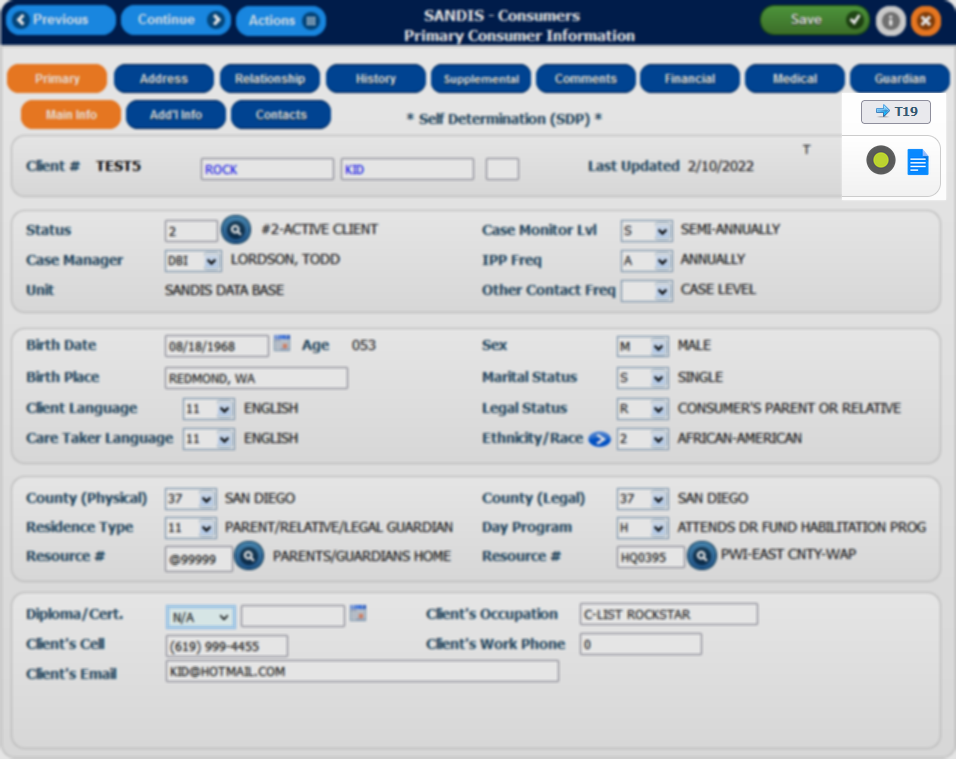 Previous Continue Actions SANDIS - Consumers Save
Primary Consumer Information
Primary Address Relationship History Supplemental Comments Financial Medical Guardian
Main Info Add'l Info Contacts * Self Determination (SDP) * T19
Client # TEST5 ROCK KID Last Updated 2/10/2022 T
Status 2 #2-ACTIVE CLIENT Case Monitor Lvl S SEMI-ANNUALLY
Case Manager DBI LORDSON, TODD IPP Freq A ANNUALLY
Unit SANDIS DATA BASE Other Contact Freq CASE LEVEL
Birth Date 08/18/1968 Age 053 Sex M MALE
Birth Place REDMOND, WA Marital Status S SINGLE
Client Language 11 ENGLISH Legal Status R CONSUMER'S PARENT OR RELATIVE
Care Taker Language 11 ENGLISH Ethnicity/Race 2 AFRICAN-AMERICAN
County (Physical) 37 SAN DIEGO County (Legal) 37 SAN DIEGO
Residence Type 11 PARENT/RELATIVE/LEGAL GUARDIAN Day Program H ATTENDS DR FUND HABILITATION PROG
Resource # @99999 PARENTS/GUARDIANS HOME Resource # HQ0395 PWI-EAST CNTY-WAP
Diploma/Cert. N/A Client's Occupation C-LIST ROCKSTAR
Client's Cell (619) 999-4455 Client's Work Phone 0
Client's Email KID@HOTMAIL.COM